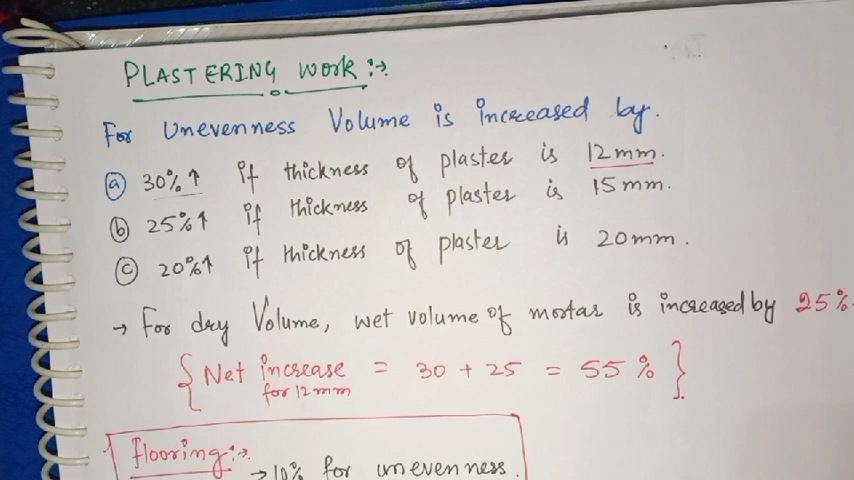 PLASTERING work :→
For Unevenness Volume is increased by.
(a) 30%↑ if thickness of plaster is 12mm.
(b) 25%↑ if thickness of plaster is 15mm.
(c) 20%↑ if thickness of plaster is 20mm.
→ For dry Volume, wet volume of mortar is increased by 25%.
{ Net increase = 30 + 25 = 55% }
for 12mm
flooring :→
→ 10% for unevenness.